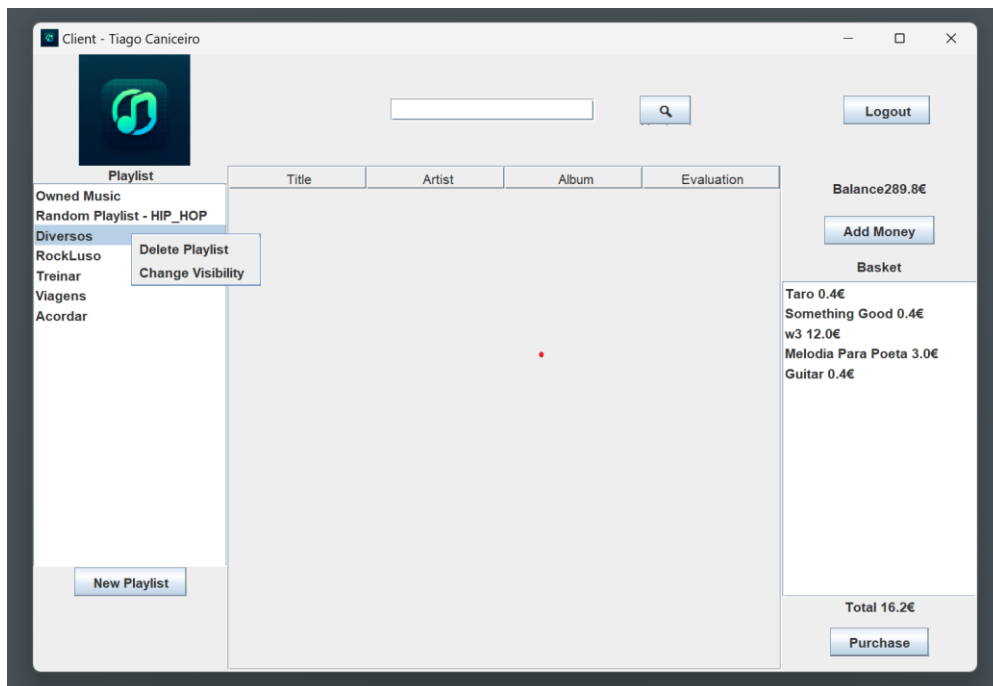 Client - Tiago Caniceiro
Logout
Playlist
Owned Music
Random Playlist - HIP_HOP
Diversos
RockLuso
Treinar
Viagens
Acordar
Delete Playlist
Change Visibility
New Playlist
Title Artist Album Evaluation
Balance289.8€
Add Money
Basket
Taro 0.4€
Something Good 0.4€
w3 12.0€
Melodia Para Poeta 3.0€
Guitar 0.4€
Total 16.2€
Purchase